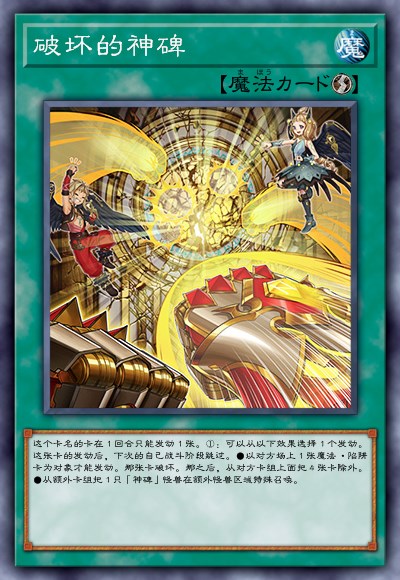 破坏的神碑
魔
【魔法カード】
まほう
这个卡名的卡在1回合只能发动1张。①：可以从以下效果选择1个发动。
这张卡的发动后，下次的自己战斗阶段跳过。●以对方场上1张魔法·陷阱
卡为对象才能发动。那张卡破坏。那之后，从对方卡组上面把4张卡除外。
●从额外卡组把1只「神碑」怪兽在额外怪兽区域特殊召唤。